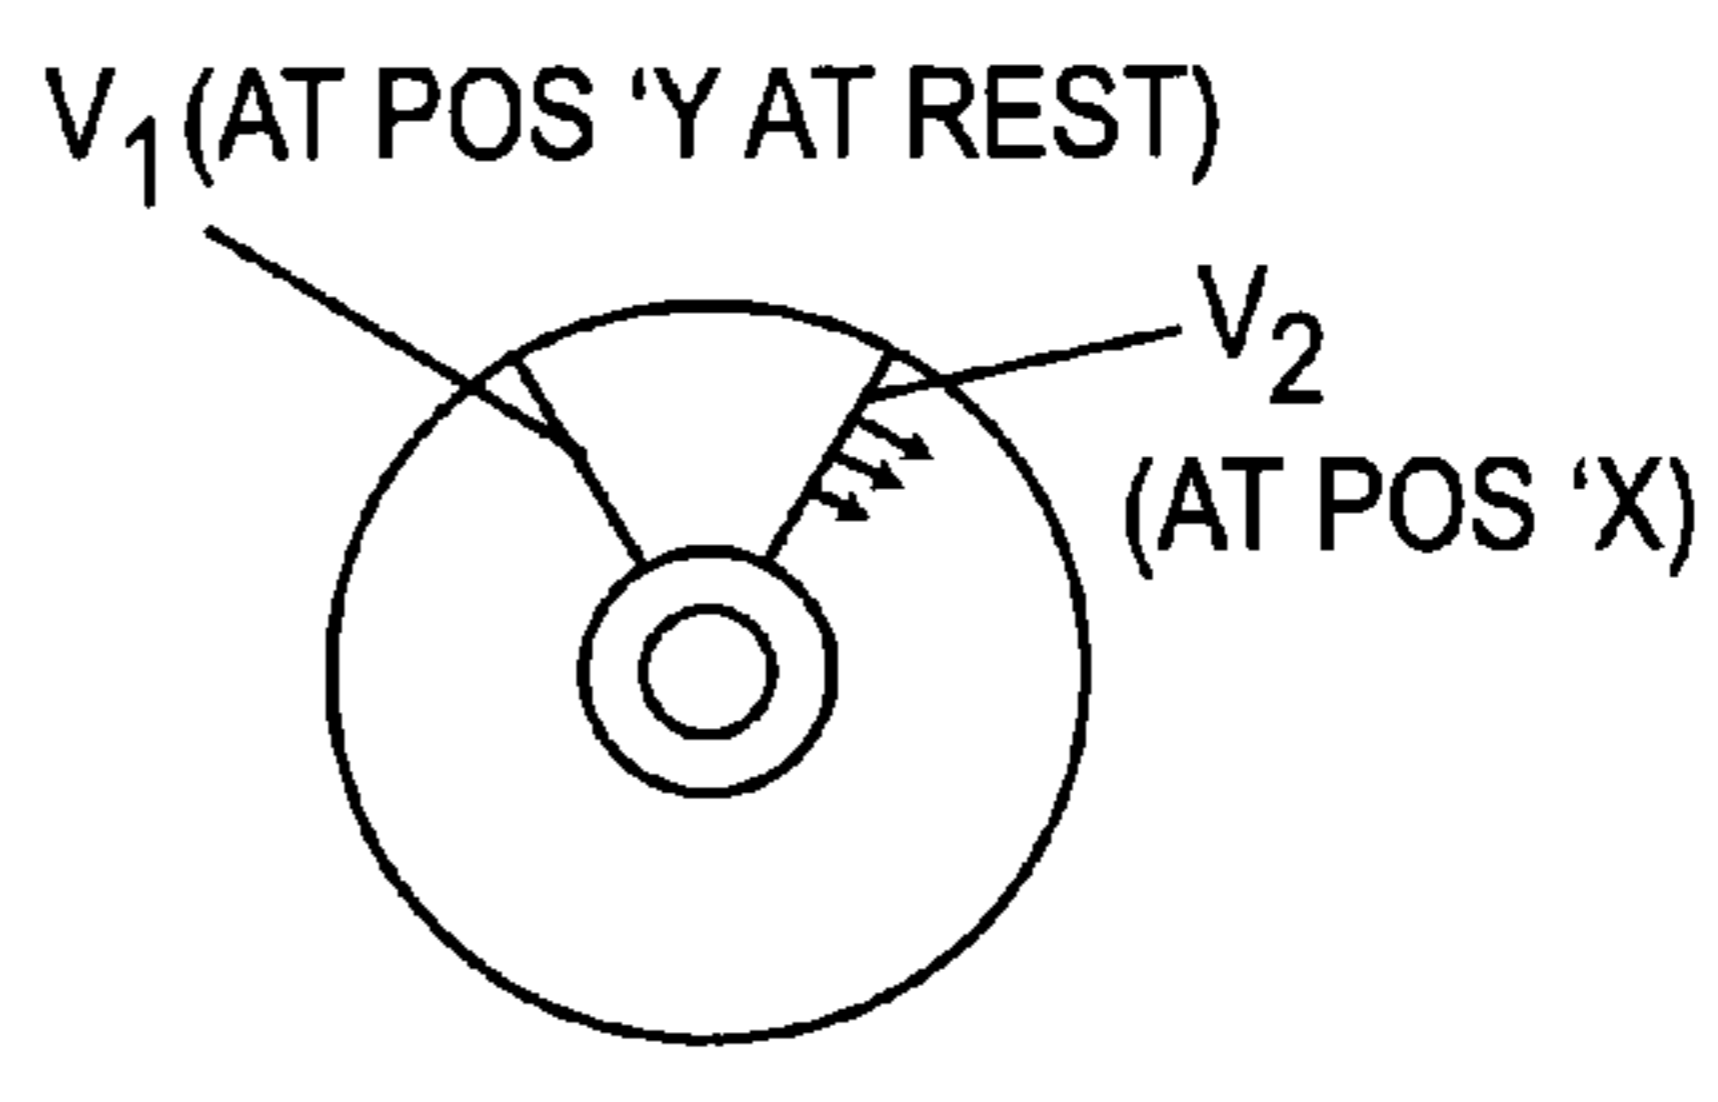 V1(AT POS ‘Y AT REST)
V2
(AT POS ‘X)